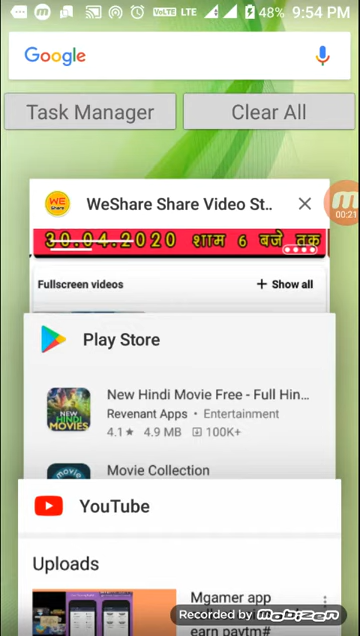 VoLTE LTE 48% 9:54 PM
Google
Task Manager Clear All
WeShare Share Video St..
00:21
30.04.2020 शाम 6 बजे तक
Fullscreen videos + Show all
Play Store
New Hindi Movie Free - Full Hin...
Revenant Apps • Entertainment
4.1★ 4.9 MB 100K+
Movie Collection
YouTube
Uploads
Mgamer app
Recorded by MOBIZEN
earn paytm#